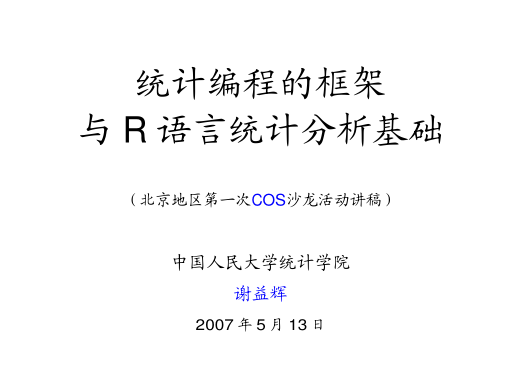 统计编程的框架
与 R 语言统计分析基础
（北京地区第一次COS沙龙活动讲稿）
中国人民大学统计学院
谢益辉
2007 年 5 月 13 日